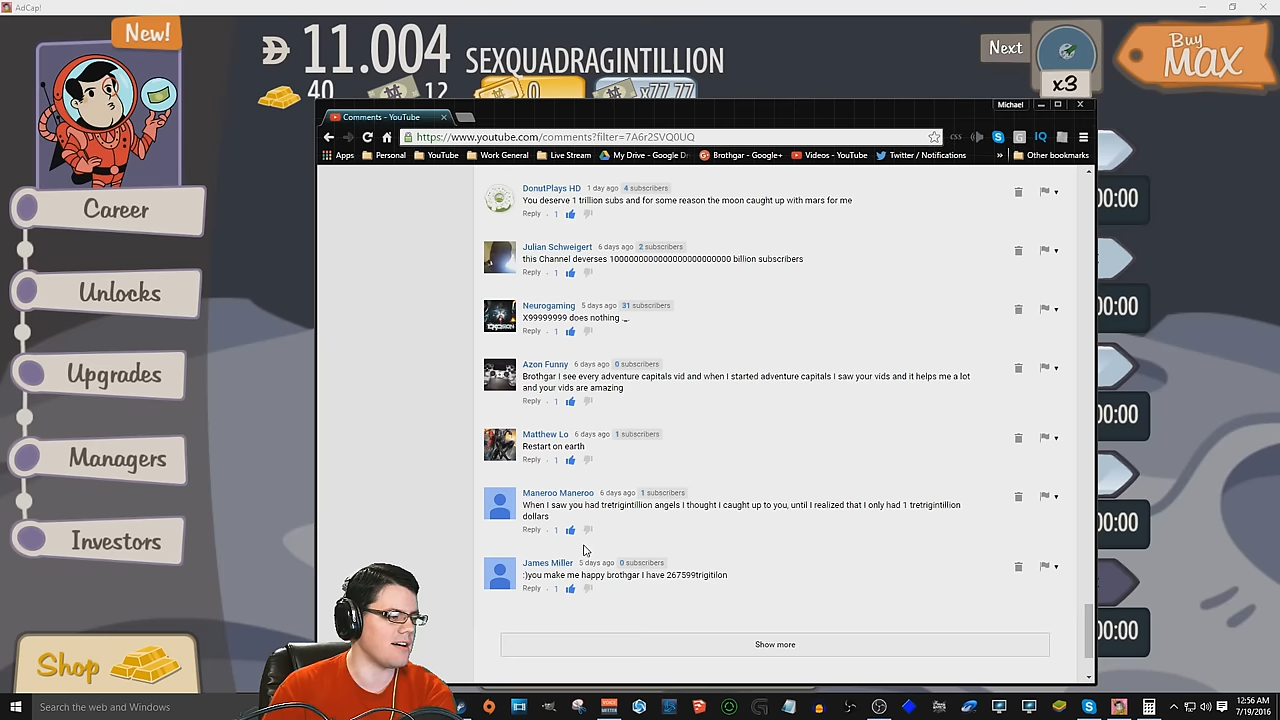 AdCap!
New!
11.004 SEXQUADRAGINTILLION
40
12
0
x77.77
Next
x3
Buy
MAX
Career
Unlocks
Upgrades
Managers
Investors
Shop
Michael
Comments - YouTube
https://www.youtube.com/comments?filter=7A6r2SVQ0UQ
css
IQ
Apps Personal YouTube Work General Live Stream My Drive - Google Dr Brothgar - Google+ Videos - YouTube Twitter / Notifications » Other bookmarks
DonutPlays HD 1 day ago 4 subscribers
You deserve 1 trillion subs and for some reason the moon caught up with mars for me
Reply · 1
Julian Schweigert 6 days ago 2 subscribers
Reply · 1
Neurogaming 5 days ago 31 subscribers
X99999999 does nothing ._.
Reply · 1
Azon Funny 6 days ago 0 subscribers
Brothgar I see every adventure capitals vid and when I started adventure capitals I saw your vids and it helps me a lot
and your vids are amazing
Reply · 1
Matthew Lo 6 days ago 1 subscribers
Restart on earth
Reply · 1
Maneroo Maneroo 6 days ago 1 subscribers
When I saw you had tretrigintillion angels I thought I caught up to you, until I realized that I only had 1 tretrigintillion
dollars
Reply · 1
James Miller 5 days ago 0 subscribers
:)you make me happy brothgar I have 267599trigitilon
Reply · 1
Show more
00:00
00:00
00:00
00:00
00:00
Search the web and Windows
12:56 AM
7/19/2016